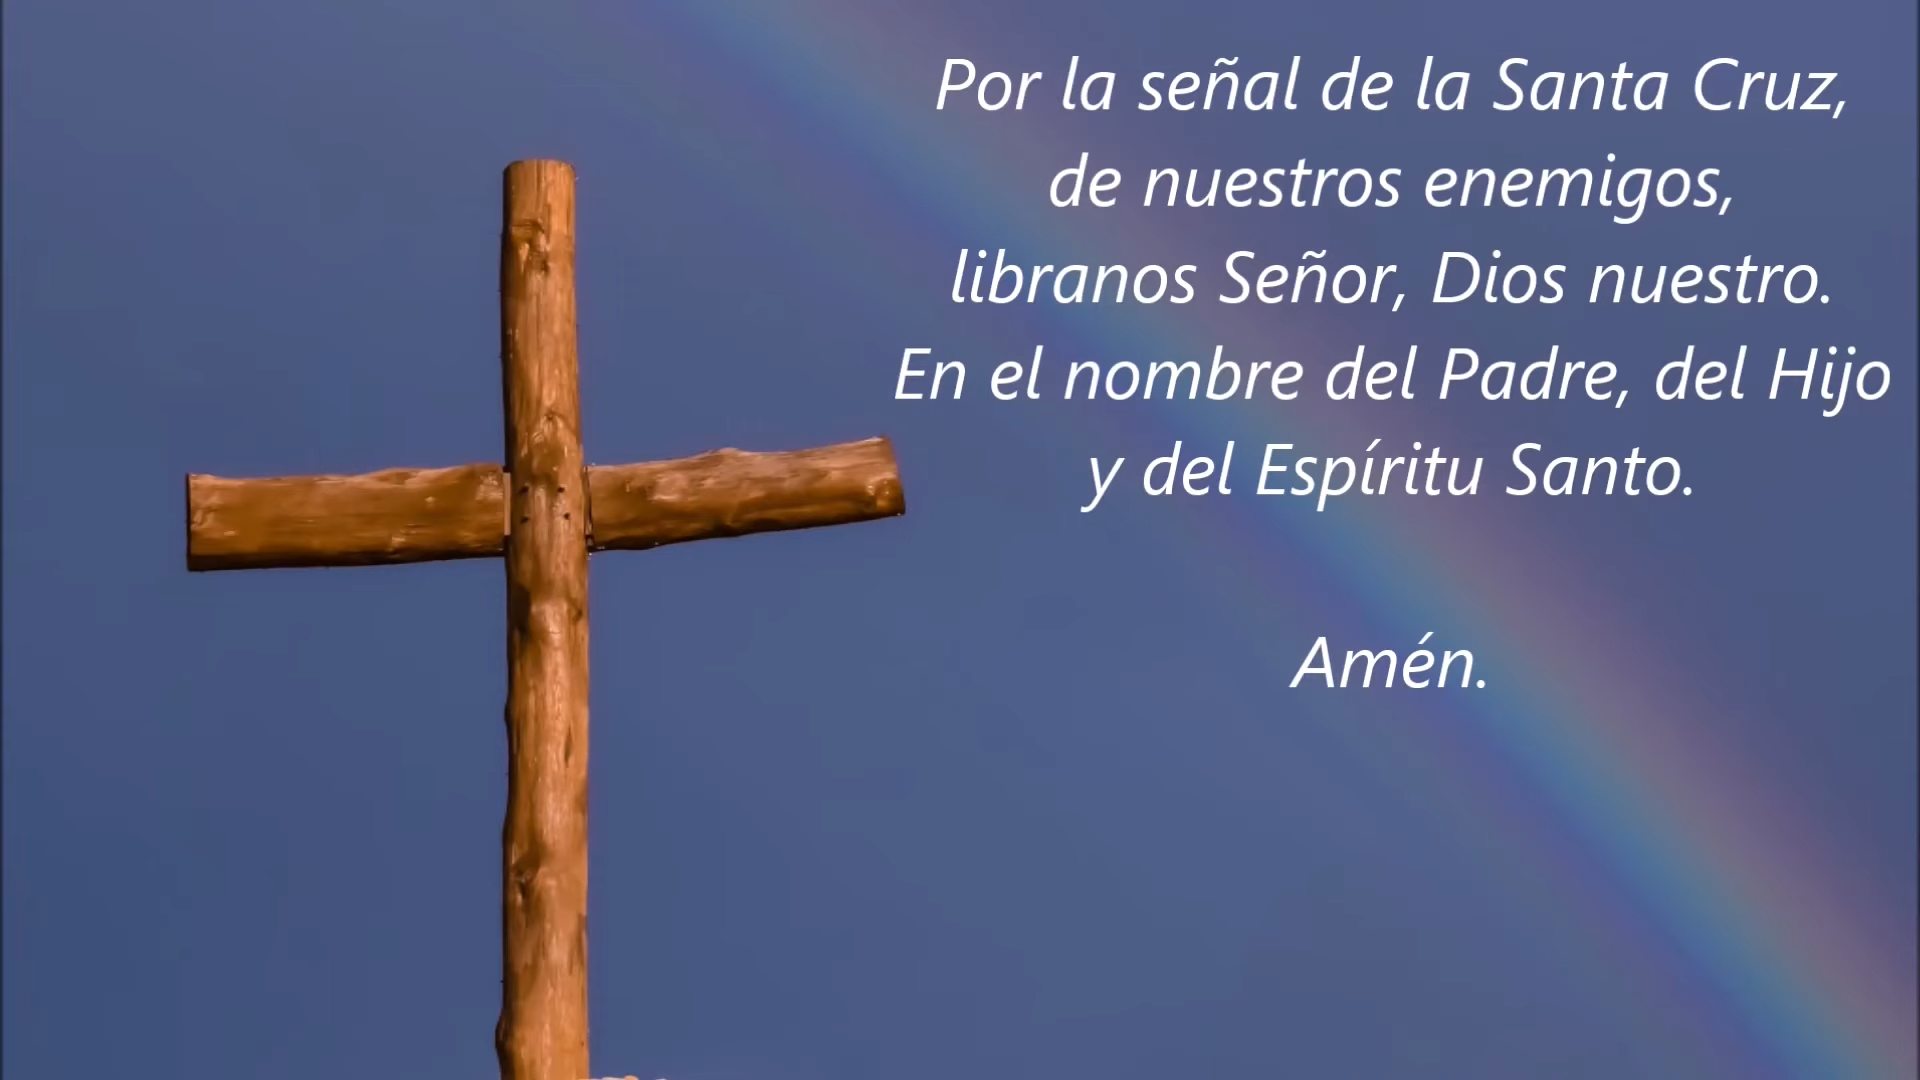 Por la señal de la Santa Cruz,
de nuestros enemigos,
libranos Señor, Dios nuestro.
En el nombre del Padre, del Hijo
y del Espíritu Santo.
Amén.